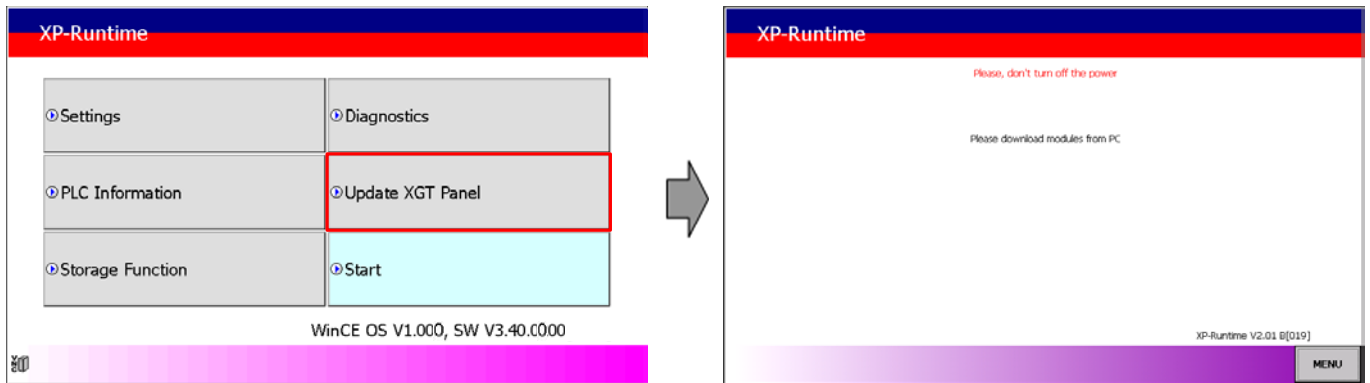 XP-Runtime
Settings
Diagnostics
PLC Information
Update XGT Panel
Storage Function
Start
WinCE OS V1.000, SW V3.40.0000
XP-Runtime
Please, don't turn off the power
Please download modules from PC
XP-Runtime V2.01 B[019]
MENU